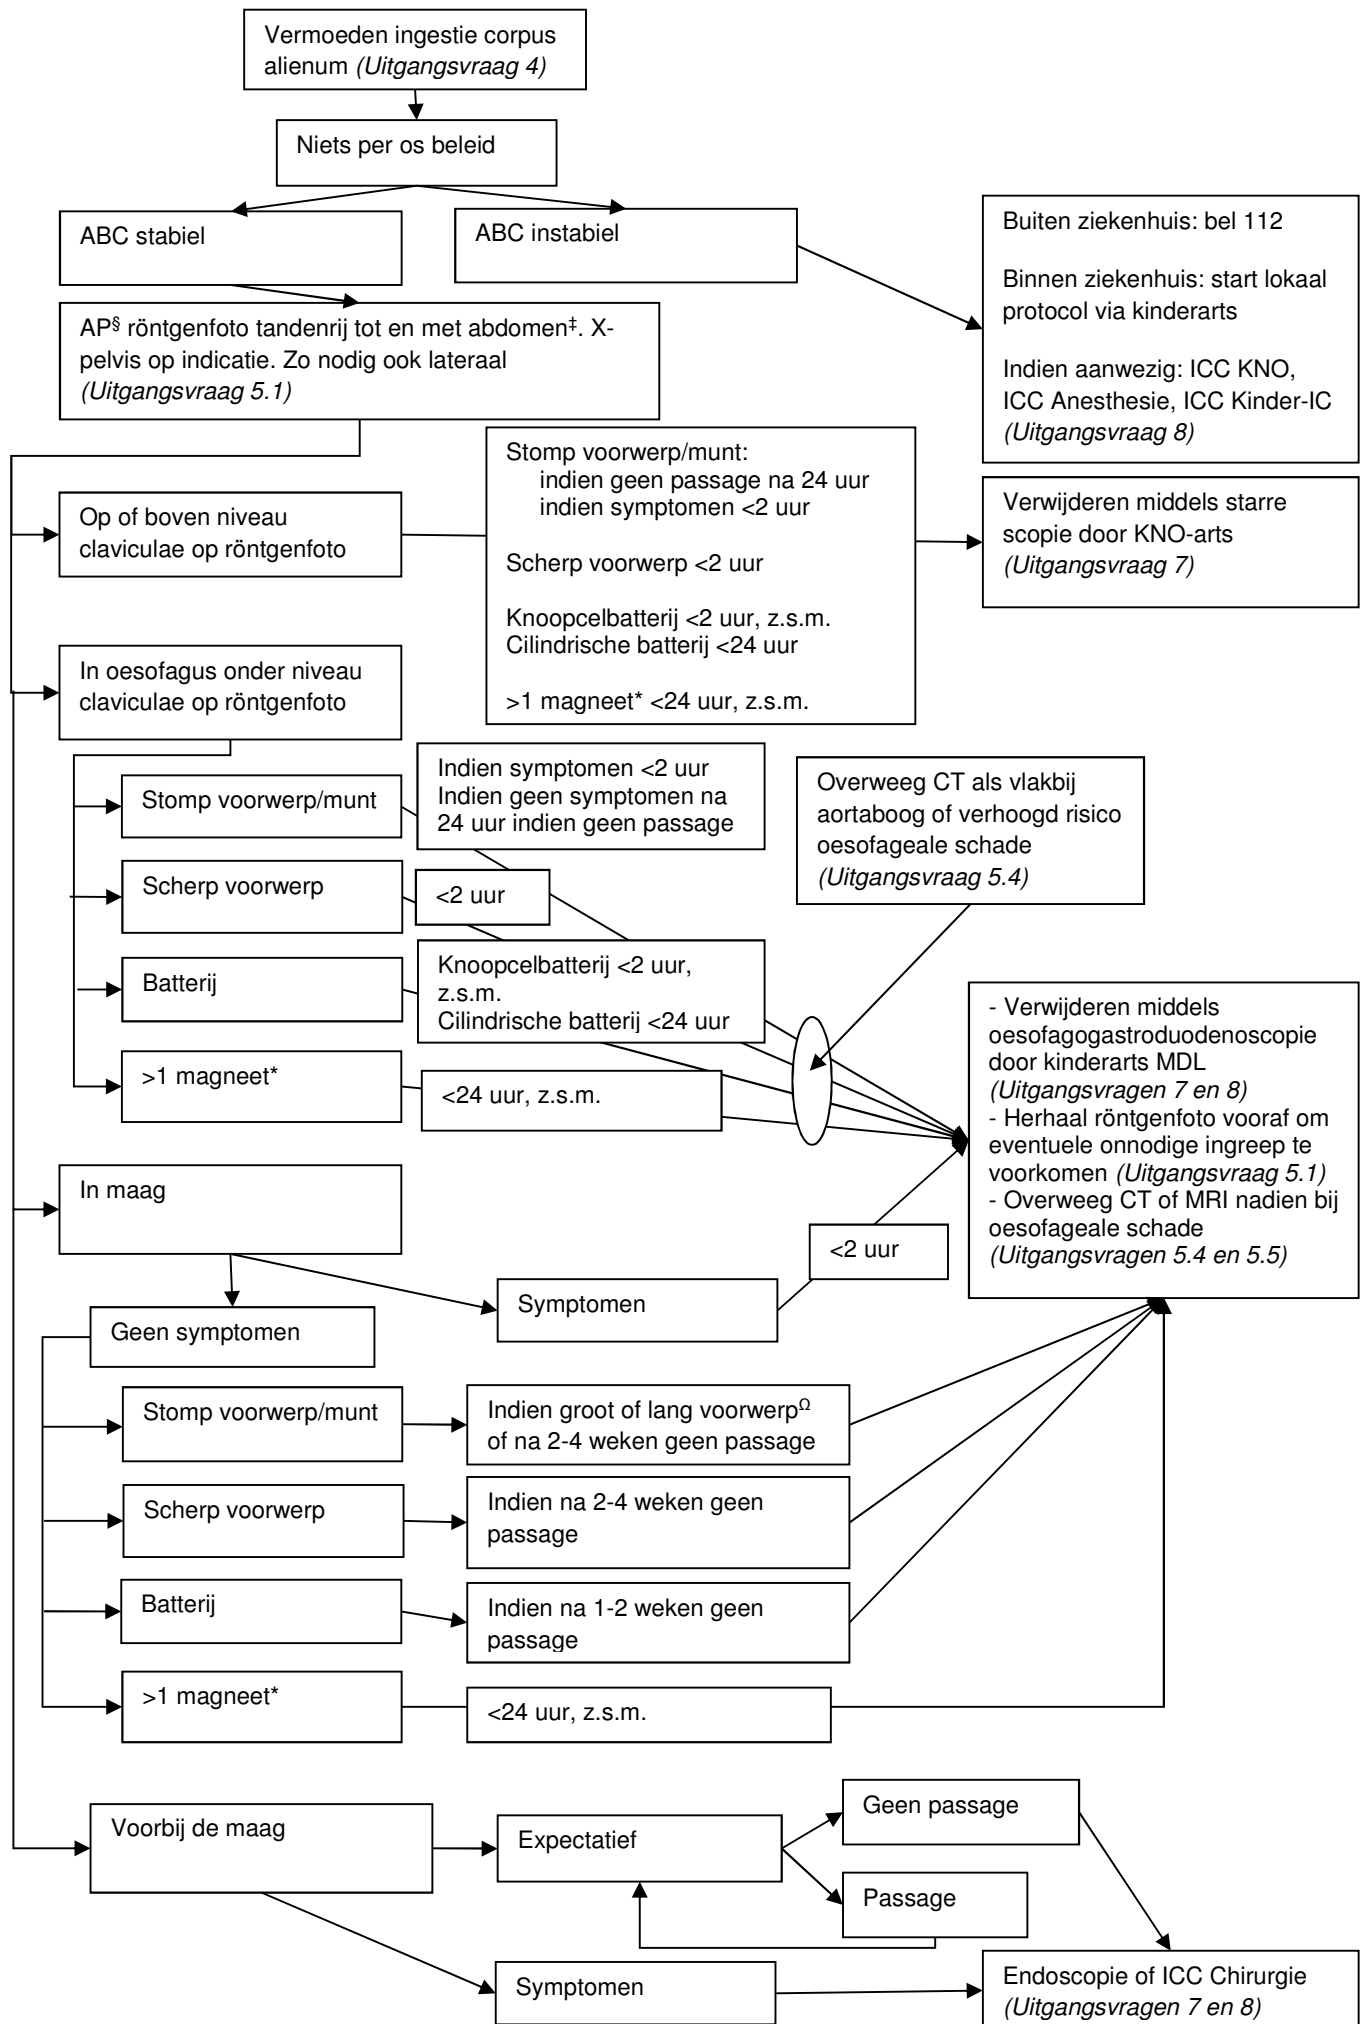 Vermoeden ingestie corpus
alienum (Uitgangsvraag 4)
Niets per os beleid
ABC stabiel
ABC instabiel
Buiten ziekenhuis: bel 112
Binnen ziekenhuis: start lokaal
protocol via kinderarts
Indien aanwezig: ICC KNO,
ICC Anesthesie, ICC Kinder-IC
(Uitgangsvraag 8)
AP§ röntgenfoto tandenrij tot en met abdomen‡. X-
pelvis op indicatie. Zo nodig ook lateraal
(Uitgangsvraag 5.1)
Op of boven niveau
claviculae op röntgenfoto
Stomp voorwerp/munt:
indien geen passage na 24 uur
indien symptomen <2 uur
Scherp voorwerp <2 uur
Knoopcelbatterij <2 uur, z.s.m.
Cilindrische batterij <24 uur
>1 magneet* <24 uur, z.s.m.
Verwijderen middels starre
scopie door KNO-arts
(Uitgangsvraag 7)
In oesofagus onder niveau
claviculae op röntgenfoto
Stomp voorwerp/munt
Indien symptomen <2 uur
Indien geen symptomen na
24 uur indien geen passage
Overweeg CT als vlakbij
aortaboog of verhoogd risico
oesofageale schade
(Uitgangsvraag 5.4)
Scherp voorwerp
<2 uur
Batterij
Knoopcelbatterij <2 uur,
z.s.m.
Cilindrische batterij <24 uur
>1 magneet*
<24 uur, z.s.m.
- Verwijderen middels
oesofagogastroduodenoscopie
door kinderarts MDL
(Uitgangsvragen 7 en 8)
- Herhaal röntgenfoto vooraf om
eventuele onnodige ingreep te
voorkomen (Uitgangsvraag 5.1)
- Overweeg CT of MRI nadien bij
oesofageale schade
(Uitgangsvragen 5.4 en 5.5)
In maag
<2 uur
Symptomen
Geen symptomen
Stomp voorwerp/munt
Indien groot of lang voorwerpΩ
of na 2-4 weken geen passage
Scherp voorwerp
Indien na 2-4 weken geen
passage
Batterij
Indien na 1-2 weken geen
passage
>1 magneet*
<24 uur, z.s.m.
Voorbij de maag
Expectatief
Geen passage
Passage
Symptomen
Endoscopie of ICC Chirurgie
(Uitgangsvragen 7 en 8)